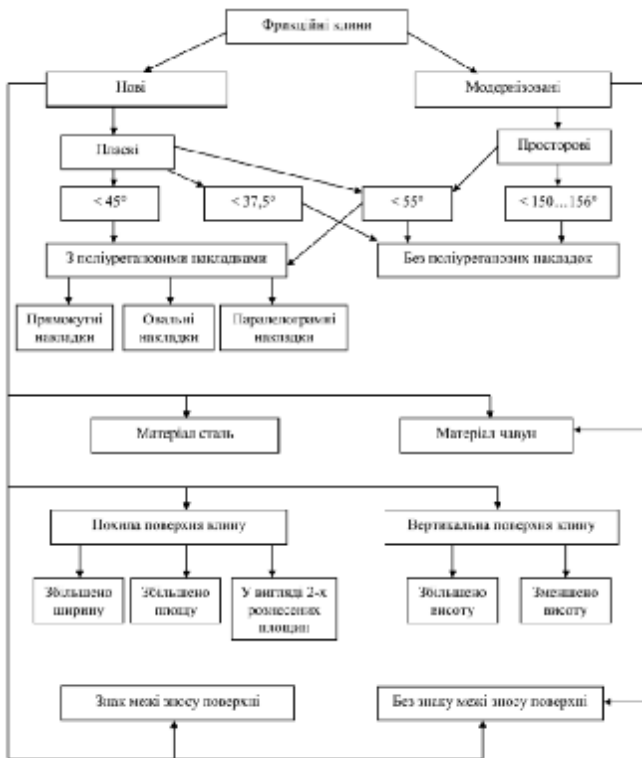 Фрикційні клини
Нові
Модернізовані
Пласкі
Просторові
< 45°
< 37,5°
< 55°
< 150…156°
З поліуретановими накладками
Без поліуретанових накладок
Прямокутні
накладки
Овальні
накладки
Паралелограмні
накладки
Матеріал сталь
Матеріал чавун
Похила поверхня клину
Вертикальна поверхня клину
Збільшено
ширину
Збільшено
площу
У вигляді 2-х
рознесених
площин
Збільшено
висоту
Зменшено
висоту
Знак межі зносу поверхні
Без знаку межі зносу поверхні